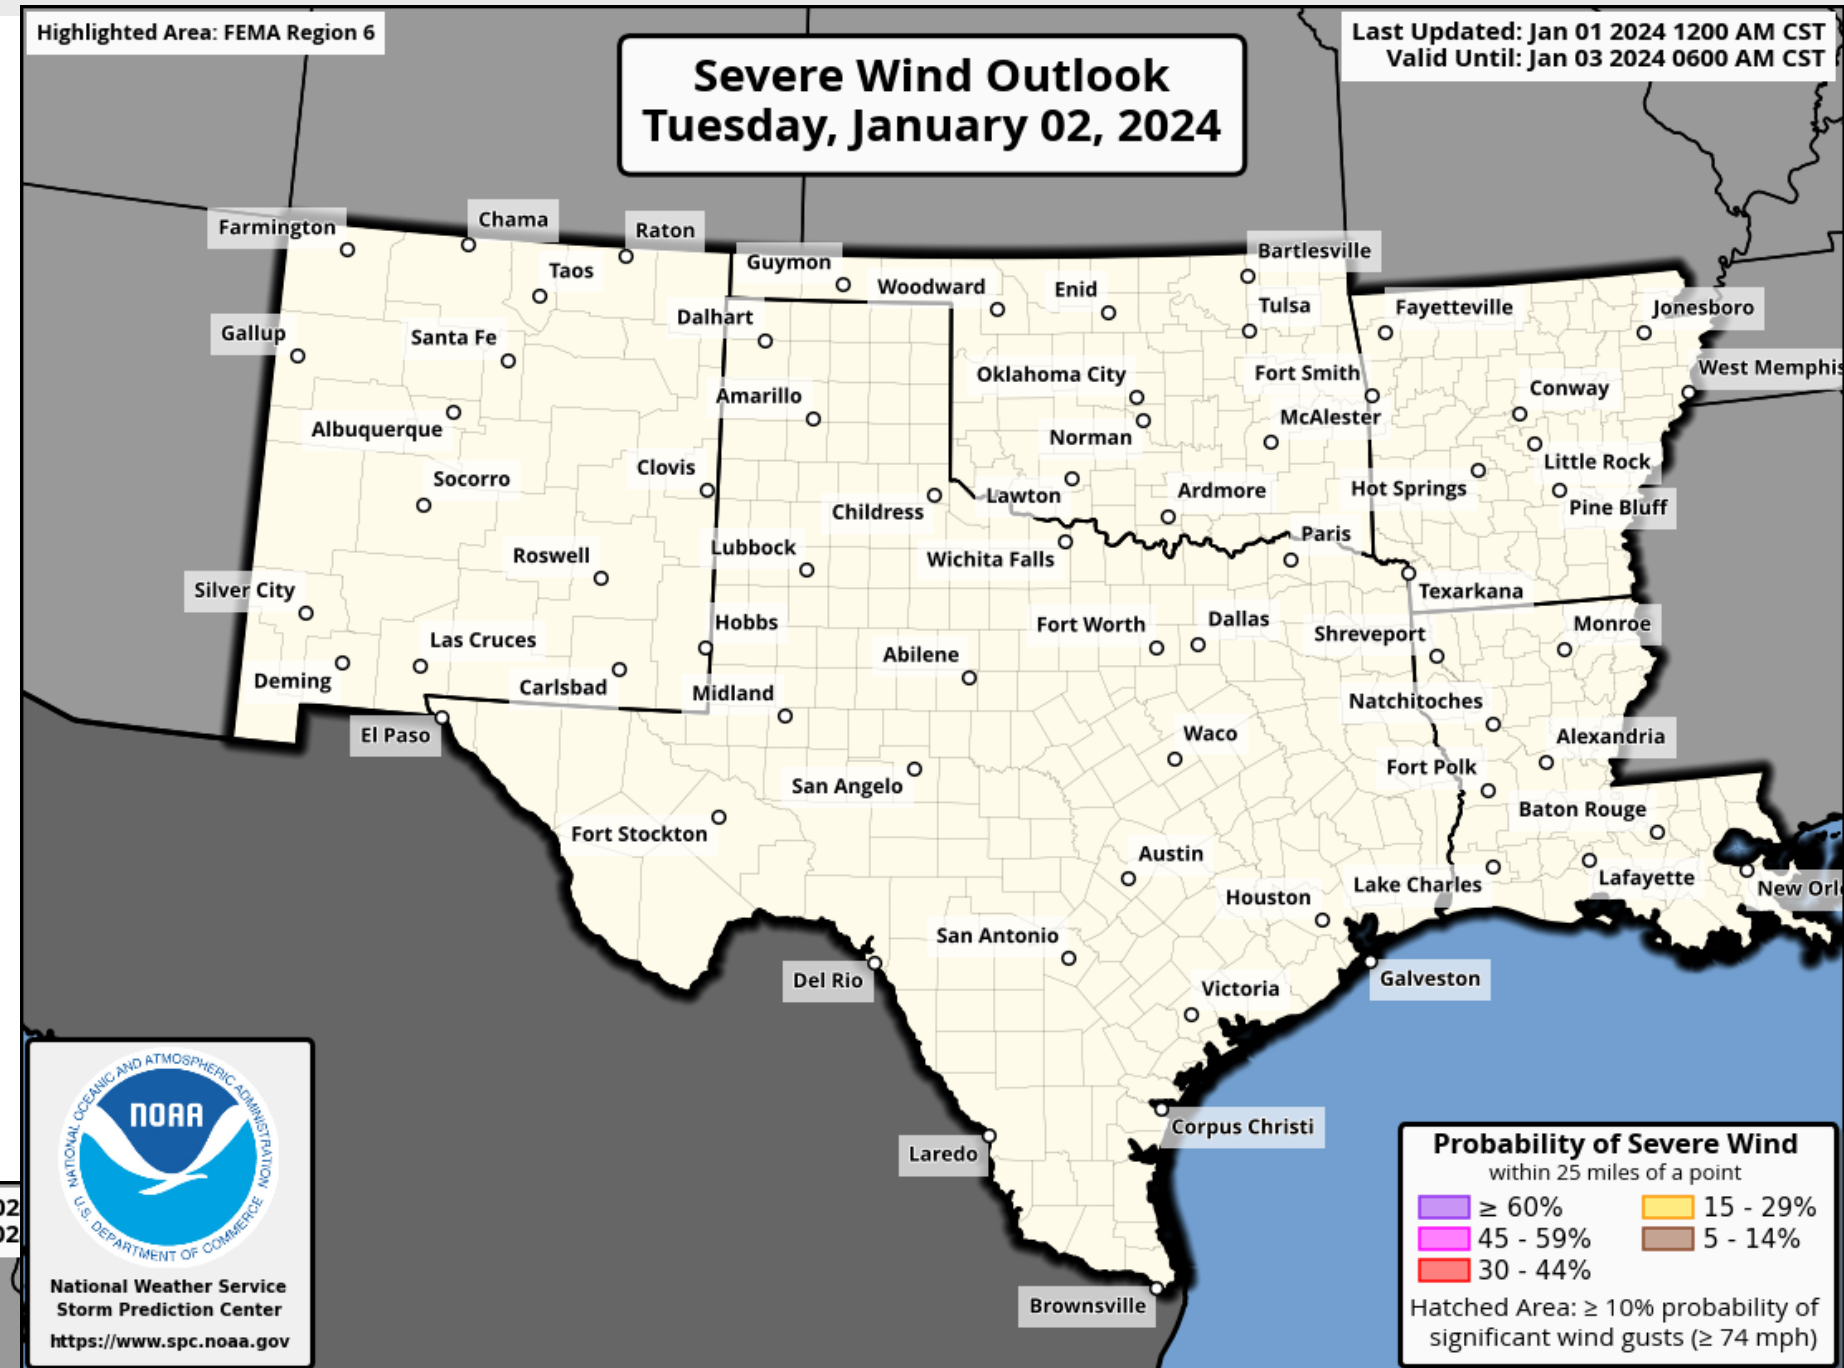 Highlighted Area: FEMA Region 6
Severe Wind Outlook
Tuesday, January 02, 2024
Last Updated: Jan 01 2024 1200 AM CST
Valid Until: Jan 03 2024 0600 AM CST
Farmington
Chama
Raton
Taos
Guymon
Woodward
Enid
Bartlesville
Tulsa
Fayetteville
Jonesboro
Gallup
Santa Fe
Dalhart
Oklahoma City
Fort Smith
West Memphis
Amarillo
Conway
Albuquerque
Norman
McAlester
Little Rock
Socorro
Clovis
Childress
Lawton
Ardmore
Hot Springs
Pine Bluff
Roswell
Lubbock
Wichita Falls
Paris
Silver City
Texarkana
Las Cruces
Hobbs
Abilene
Fort Worth
Dallas
Shreveport
Monroe
Deming
Carlsbad
Midland
Natchitoches
El Paso
Waco
Alexandria
San Angelo
Fort Polk
Fort Stockton
Baton Rouge
Austin
Houston
Lake Charles
Lafayette
New Orl
San Antonio
Del Rio
Victoria
Galveston
Corpus Christi
Laredo
Brownsville
NATIONAL OCEANIC AND ATMOSPHERIC ADMINISTRATION
NOAA
U.S. DEPARTMENT OF COMMERCE
National Weather Service
Storm Prediction Center
https://www.spc.noaa.gov
02
02
Probability of Severe Wind
within 25 miles of a point
≥ 60% 15 - 29%
45 - 59% 5 - 14%
30 - 44%
Hatched Area: ≥ 10% probability of
significant wind gusts (≥ 74 mph)